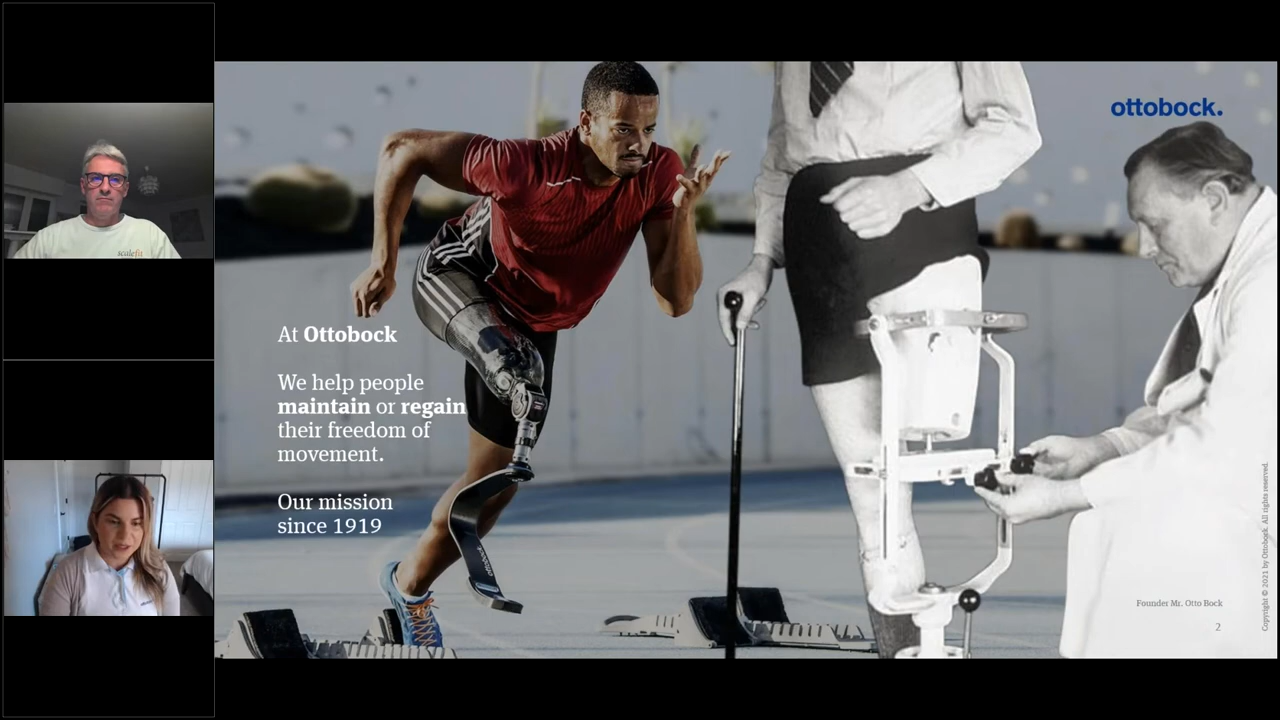 scalefit
ottobock.
At Ottobock
We help people
maintain or regain
their freedom of
movement.
Our mission
since 1919
Founder Mr. Otto Bock
2
Copyright © 2021 by Ottobock. All rights reserved.